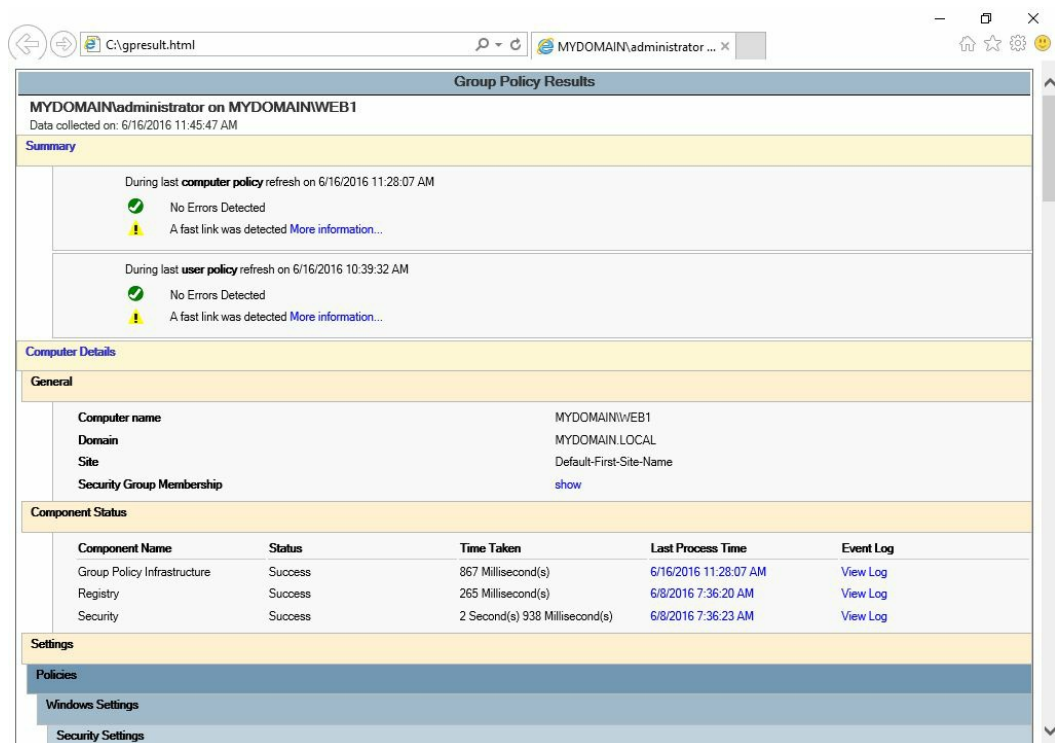 C:\gpresult.html
MYDOMAIN\administrator ...
Group Policy Results
MYDOMAIN\administrator on MYDOMAIN\WEB1
Data collected on: 6/16/2016 11:45:47 AM
Summary
During last computer policy refresh on 6/16/2016 11:28:07 AM
No Errors Detected
A fast link was detected More information...
During last user policy refresh on 6/16/2016 10:39:32 AM
No Errors Detected
A fast link was detected More information...
Computer Details
General
Computer name MYDOMAIN\WEB1
Domain MYDOMAIN.LOCAL
Site Default-First-Site-Name
Security Group Membership show
Component Status
Component Name Status Time Taken Last Process Time Event Log
Group Policy Infrastructure Success 867 Millisecond(s) 6/16/2016 11:28:07 AM View Log
Registry Success 265 Millisecond(s) 6/8/2016 7:36:20 AM View Log
Security Success 2 Second(s) 938 Millisecond(s) 6/8/2016 7:36:23 AM View Log
Settings
Policies
Windows Settings
Security Settings